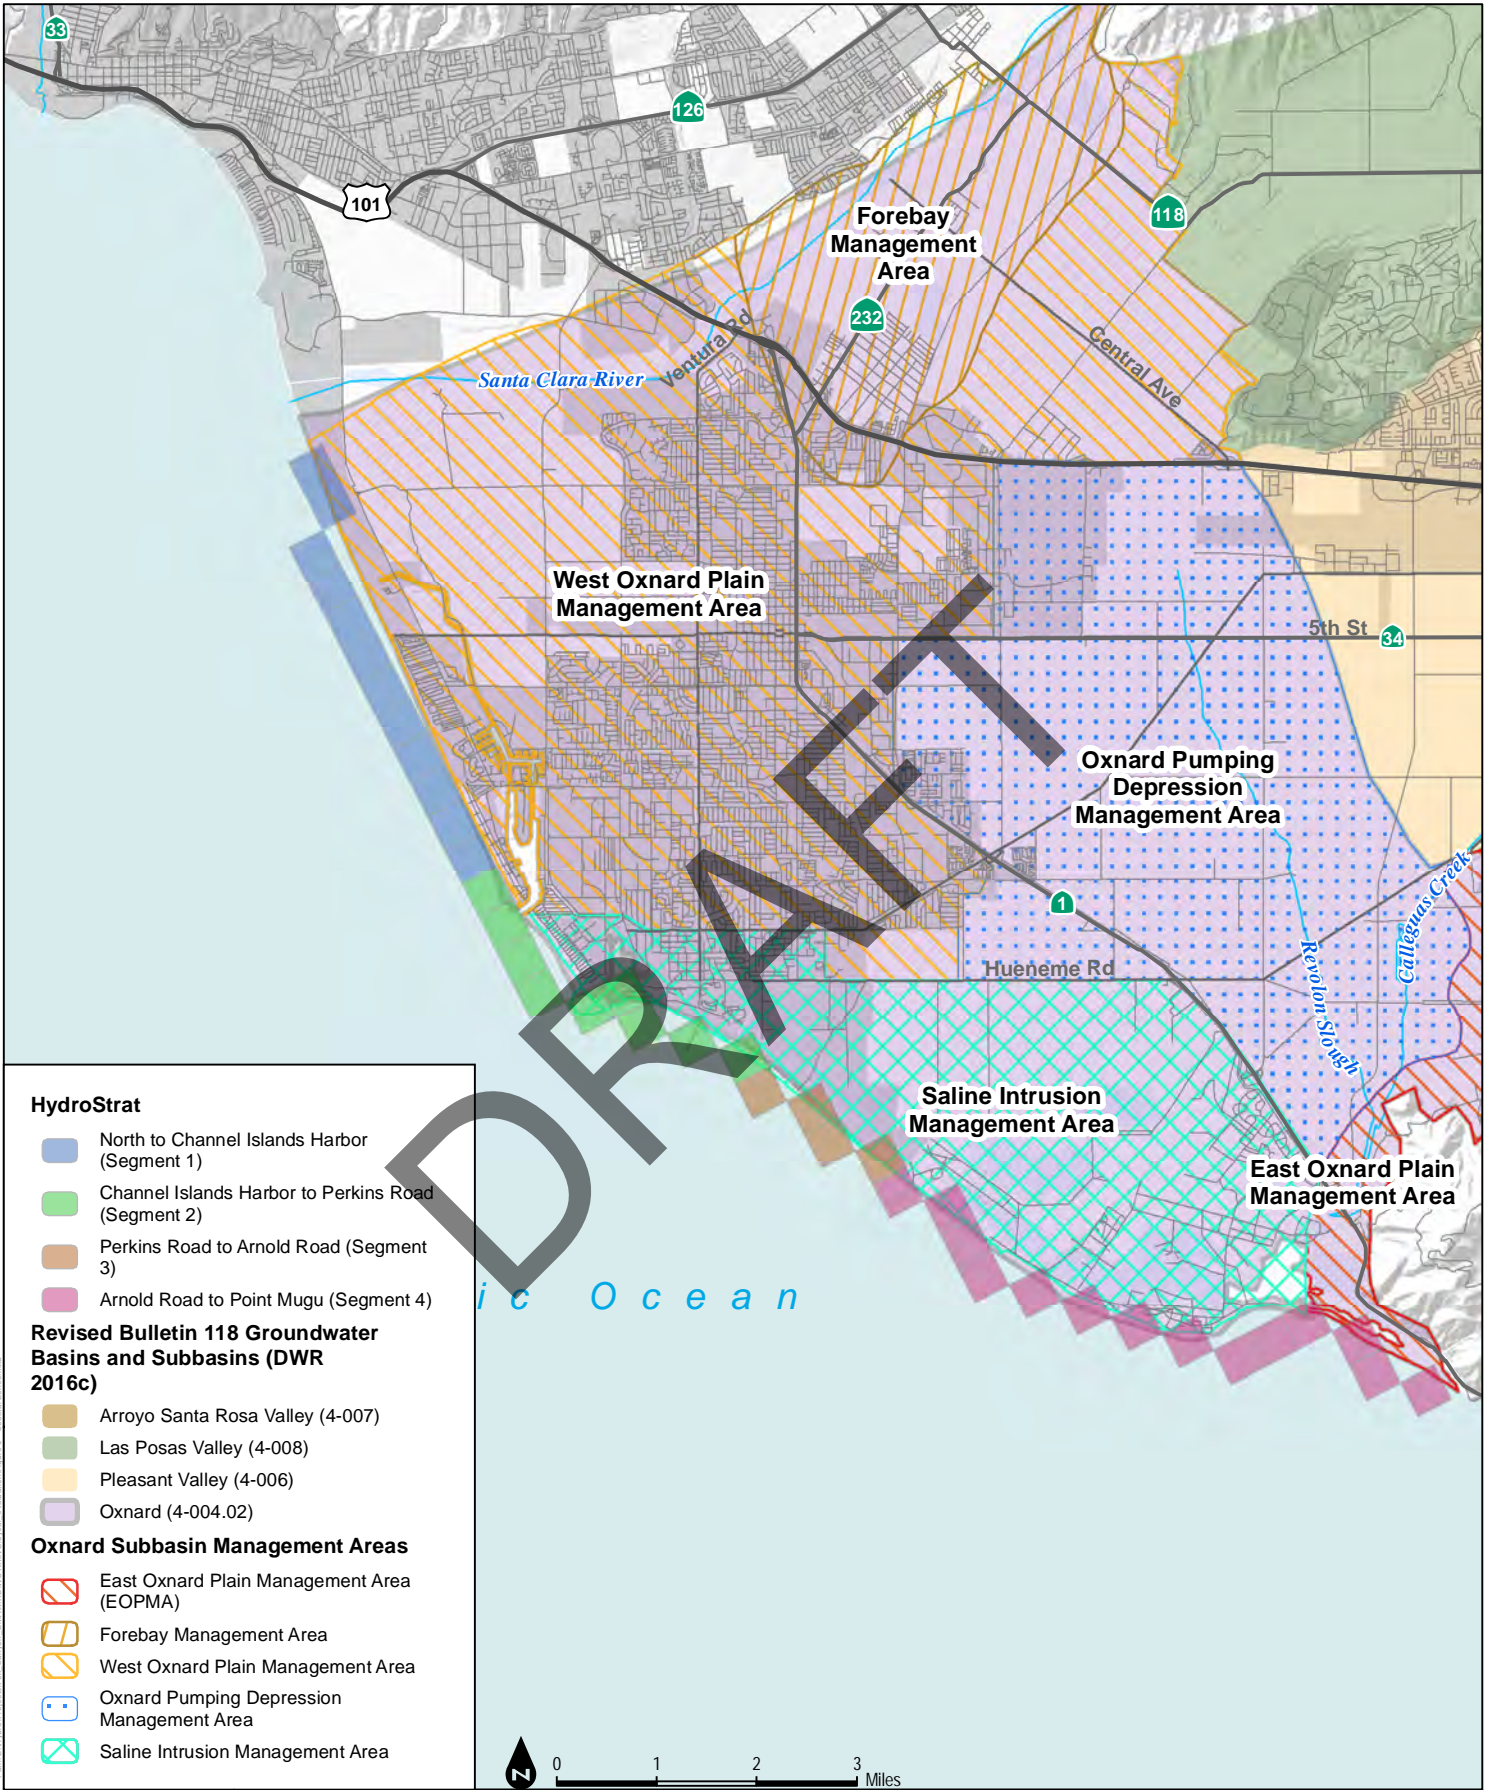 33
126
101
118
Forebay
Management
Area
232
Ventura Rd
Central Ave
Santa Clara River
West Oxnard Plain
Management Area
5th St
34
Oxnard Pumping
Depression
Management Area
1
Hueneme Rd
Revolon Slough
Calleguas Creek
Saline Intrusion
Management Area
East Oxnard Plain
Management Area
DRAFT
ic Ocean
HydroStrat
North to Channel Islands Harbor
(Segment 1)
Channel Islands Harbor to Perkins Road
(Segment 2)
Perkins Road to Arnold Road (Segment
3)
Arnold Road to Point Mugu (Segment 4)
Revised Bulletin 118 Groundwater
Basins and Subbasins (DWR
2016c)
Arroyo Santa Rosa Valley (4-007)
Las Posas Valley (4-008)
Pleasant Valley (4-006)
Oxnard (4-004.02)
Oxnard Subbasin Management Areas
East Oxnard Plain Management Area
(EOPMA)
Forebay Management Area
West Oxnard Plain Management Area
Oxnard Pumping Depression
Management Area
Saline Intrusion Management Area
N
0 1 2 3
Miles